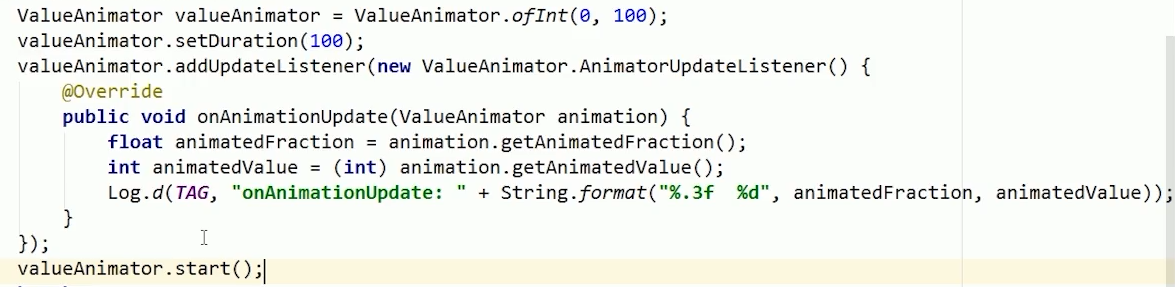 ValueAnimator valueAnimator = ValueAnimator.ofInt(0, 100);
valueAnimator.setDuration(100);
valueAnimator.addUpdateListener(new ValueAnimator.AnimatorUpdateListener() {
    @Override
    public void onAnimationUpdate(ValueAnimator animation) {
        float animatedFraction = animation.getAnimatedFraction();
        int animatedValue = (int) animation.getAnimatedValue();
        Log.d(TAG, "onAnimationUpdate: " + String.format("%.3f  %d", animatedFraction, animatedValue));
    }
});
valueAnimator.start();